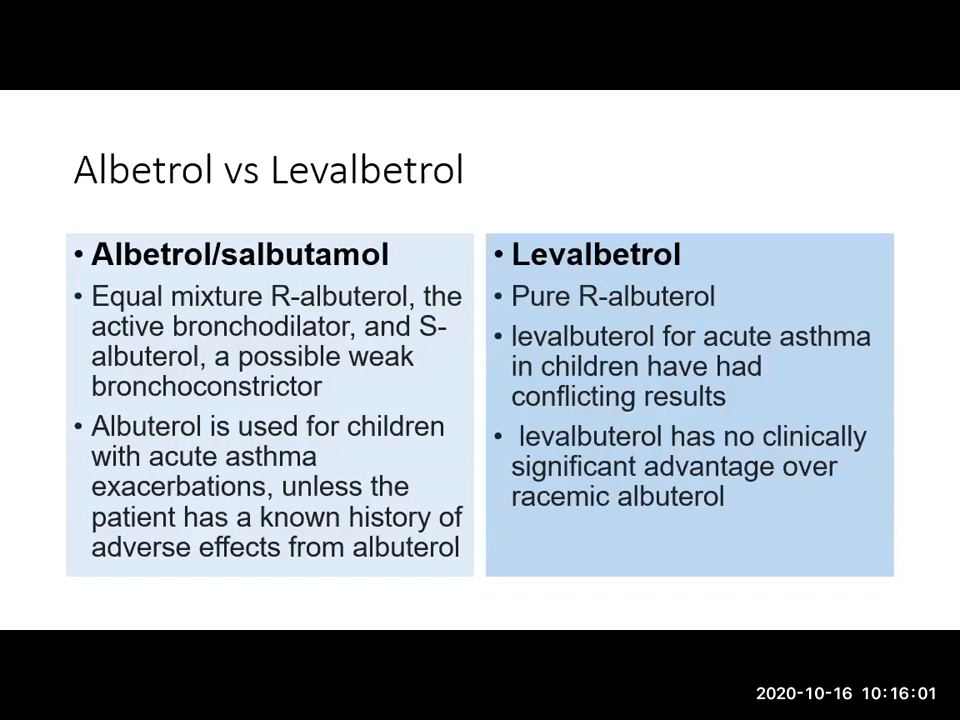 Albetrol vs Levalbetrol
• Albetrol/salbutamol
• Equal mixture R-albuterol, the
active bronchodilator, and S-
albuterol, a possible weak
bronchoconstrictor
• Albuterol is used for children
with acute asthma
exacerbations, unless the
patient has a known history of
adverse effects from albuterol
• Levalbetrol
• Pure R-albuterol
• levalbuterol for acute asthma
in children have had
conflicting results
• levalbuterol has no clinically
significant advantage over
racemic albuterol
2020-10-16 10:16:01